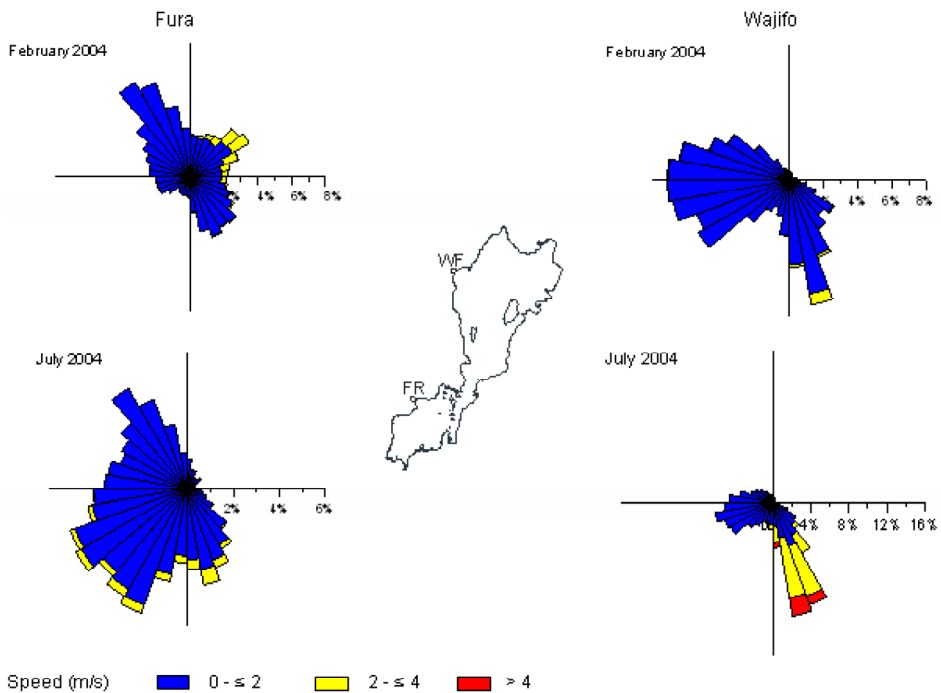 Fura
Wajifo
February 2004
February 2004
2% 4% 6% 8%
4% 6% 8%
WF
July 2004
July 2004
FR
2% 4% 6%
4% 8% 12% 16%
Speed (m/s) 0 - ≤ 2 2 - ≤ 4 > 4